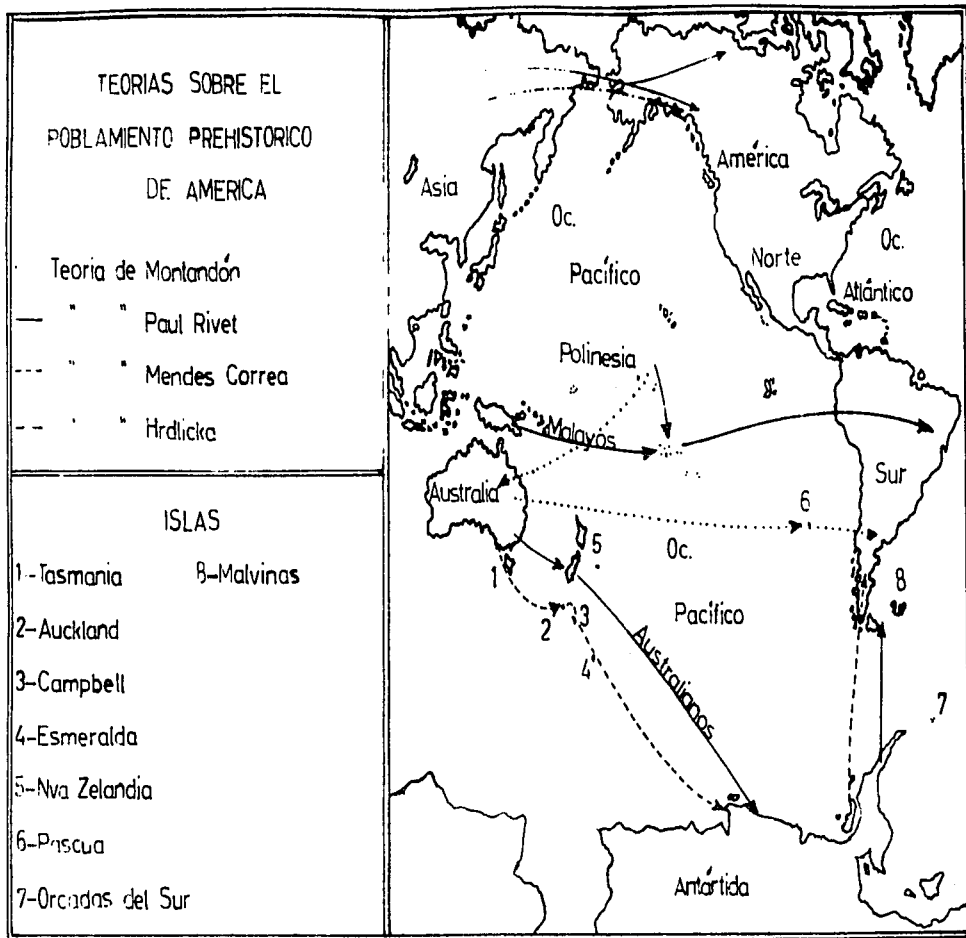 TEORIAS SOBRE EL
POBLAMIENTO PREHISTORICO
DE AMERICA
Teoria de Montandón
" " Paul Rivet
" " Mendes Correa
" " Hrdlicka
ISLAS
1-Tasmania 8-Malvinas
2-Auckland
3-Campbell
4-Esmeralda
5-Nva Zelandia
6-Pascua
7-Orcadas del Sur
Asia
América
Oc.
Oc.
Pacífico
Norte
Atlántico
Polinesia
Malayos
Sur
Australia
6
Oc.
5
1
8
2
3
Pacífico
4
Australianos
7
Antártida